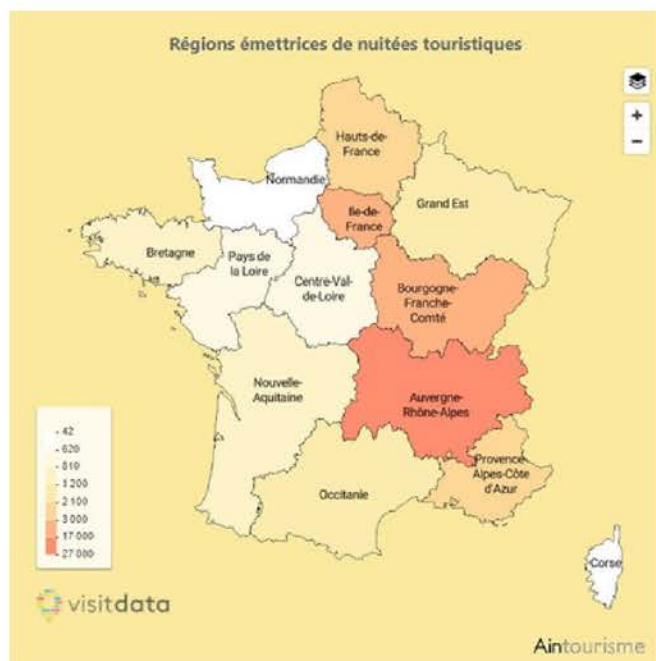 Régions émettrices de nuitées touristiques
+
−
Hauts-de-
France
Normandie
Ile-de-
France
Grand Est
Bretagne
Pays de
la Loire
Centre-Val-
de-Loire
Bourgogne-
Franche-
Comté
Nouvelle-
Aquitaine
Auvergne-
Rhône-Alpes
Provence-
Alpes-Côte
d'Azur
Occitanie
Corse
- 42
- 620
- 810
- 1 200
- 2 100
- 3 000
- 17 000
- 27 000
visitdata
Aintourisme